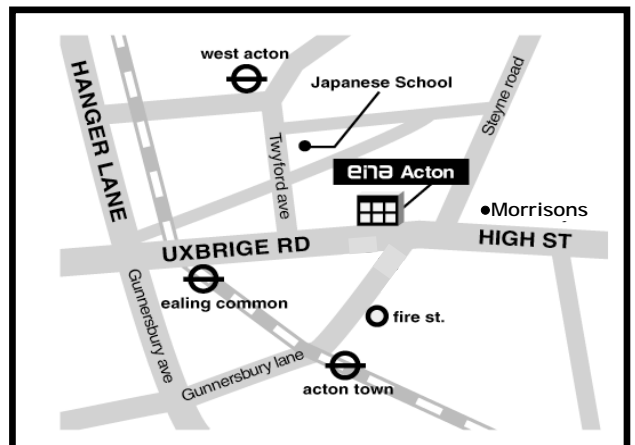 west acton
Japanese School
HANGER LANE
Steyne road
Twyford ave
ena Acton
Morrisons
UXBRIGE RD
HIGH ST
ealing common
Gunnersbury ave
fire st.
Gunnersbury lane
acton town